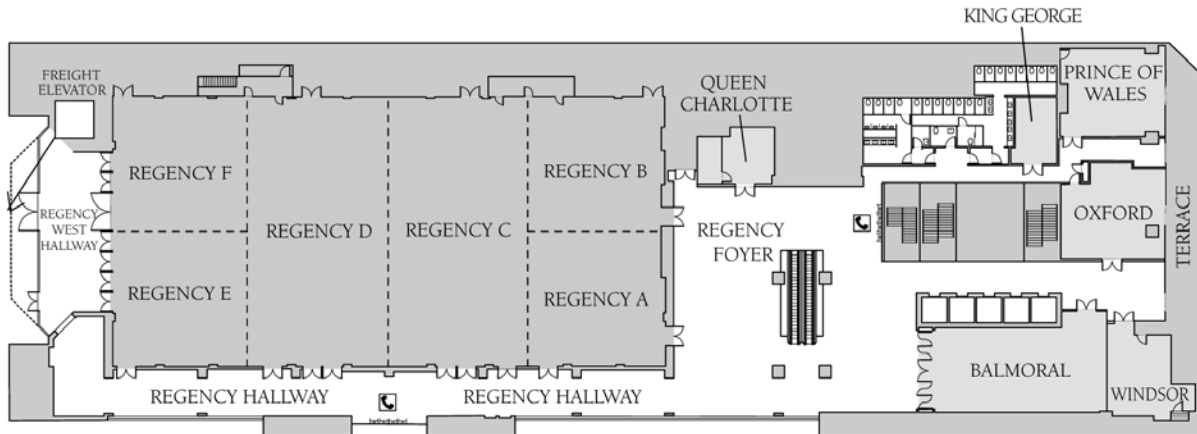 KING GEORGE
FREIGHT
ELEVATOR
QUEEN
CHARLOTTE
PRINCE OF
WALES
REGENCY F
REGENCY B
REGENCY
WEST
HALLWAY
REGENCY D
REGENCY C
REGENCY
FOYER
OXFORD
TERRACE
REGENCY E
REGENCY A
BALMORAL
WINDSOR
REGENCY HALLWAY
REGENCY HALLWAY